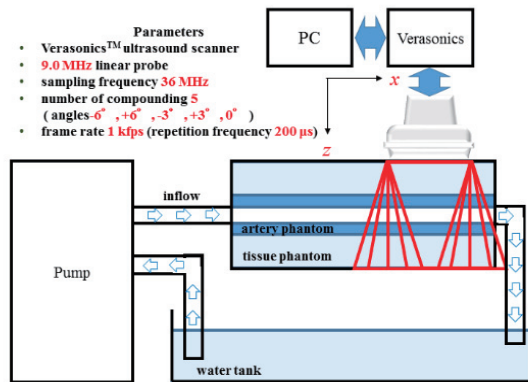 Parameters
• Verasonics™ ultrasound scanner
• 9.0 MHz linear probe
• sampling frequency 36 MHz
• number of compounding 5
( angles-6°, +6°, -3°, +3°, 0° )
• frame rate 1 kfps (repetition frequency 200 µs)
PC
Verasonics
x
z
inflow
artery phantom
tissue phantom
Pump
water tank